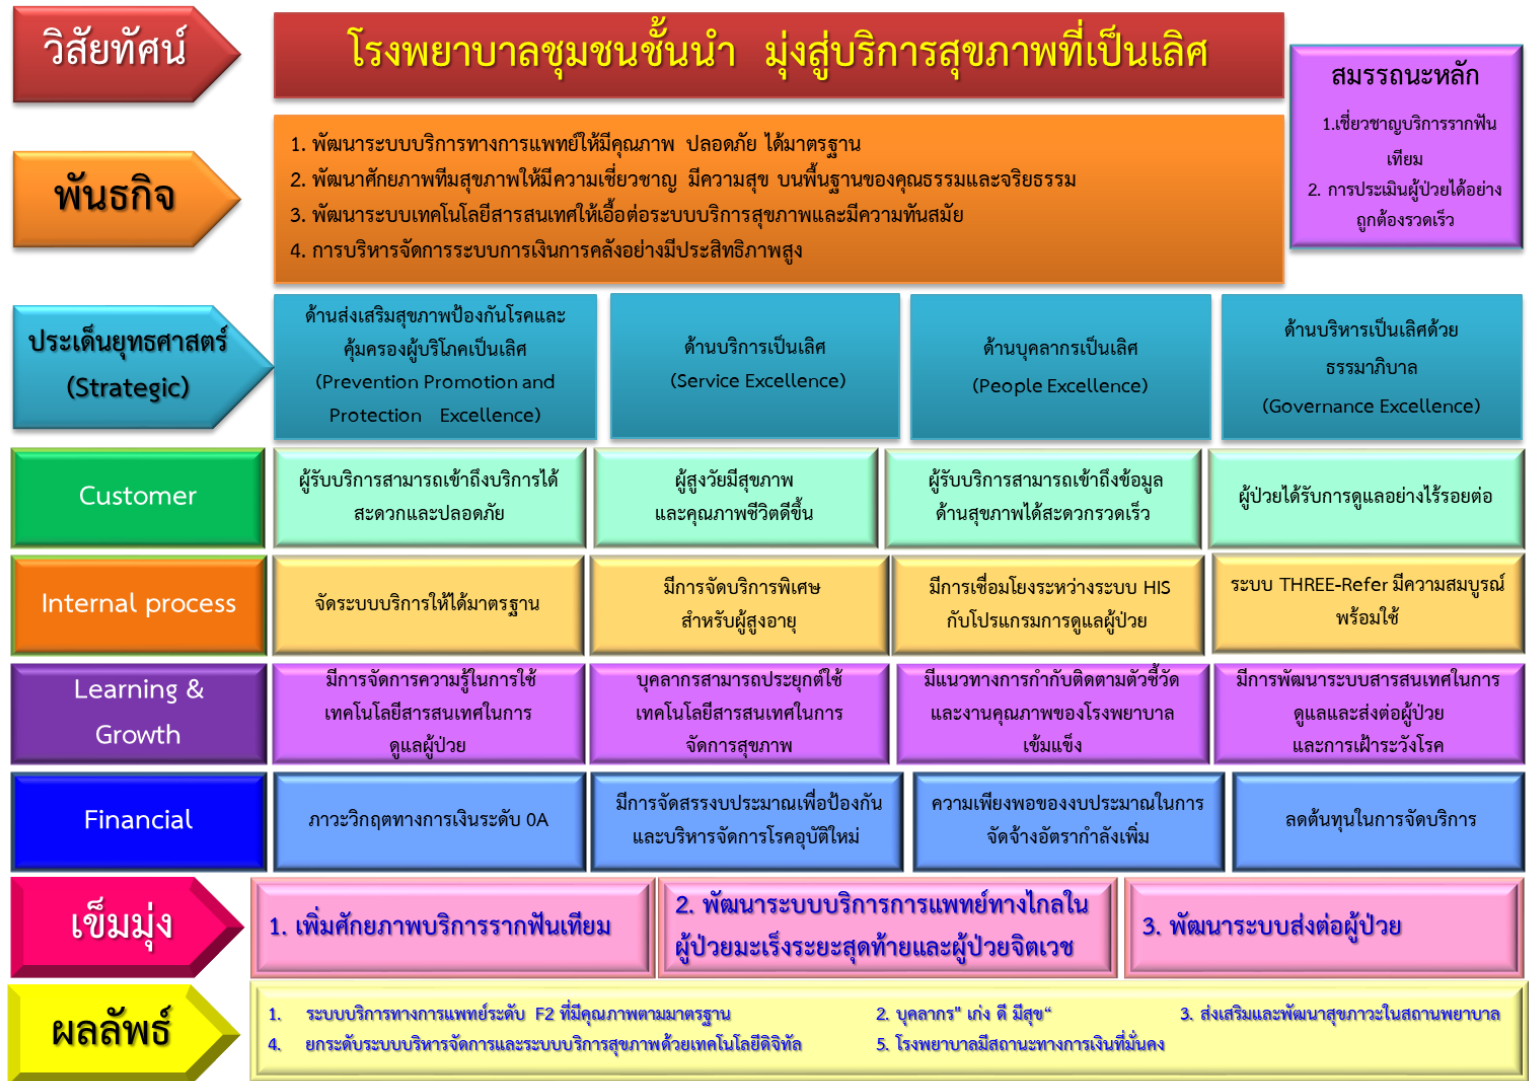 วิสัยทัศน์
โรงพยาบาลชุมชนชั้นนำ มุ่งสู่บริการสุขภาพที่เป็นเลิศ
สมรรถนะหลัก
1.เชี่ยวชาญบริการรากฟัน
เทียม
2. การประเมินผู้ป่วยได้อย่าง
ถูกต้องรวดเร็ว
พันธกิจ
1. พัฒนาระบบบริการทางการแพทย์ให้มีคุณภาพ ปลอดภัย ได้มาตรฐาน
2. พัฒนาศักยภาพทีมสุขภาพให้มีความเชี่ยวชาญ มีความสุข บนพื้นฐานของคุณธรรมและจริยธรรม
3. พัฒนาระบบเทคโนโลยีสารสนเทศให้เอื้อต่อระบบบริการสุขภาพและมีความทันสมัย
4. การบริหารจัดการระบบการเงินการคลังอย่างมีประสิทธิภาพสูง
ประเด็นยุทธศาสตร์
(Strategic)
ด้านส่งเสริมสุขภาพป้องกันโรคและ
คุ้มครองผู้บริโภคเป็นเลิศ
(Prevention Promotion and
Protection Excellence)
ด้านบริการเป็นเลิศ
(Service Excellence)
ด้านบุคลากรเป็นเลิศ
(People Excellence)
ด้านบริหารเป็นเลิศด้วย
ธรรมาภิบาล
(Governance Excellence)
Customer
ผู้รับบริการสามารถเข้าถึงบริการได้
สะดวกและปลอดภัย
ผู้สูงวัยมีสุขภาพ
และคุณภาพชีวิตดีขึ้น
ผู้รับบริการสามารถเข้าถึงข้อมูล
ด้านสุขภาพได้สะดวกรวดเร็ว
ผู้ป่วยได้รับการดูแลอย่างไร้รอยต่อ
Internal process
จัดระบบบริการให้ได้มาตรฐาน
มีการจัดบริการพิเศษ
สำหรับผู้สูงอายุ
มีการเชื่อมโยงระหว่างระบบ HIS
กับโปรแกรมการดูแลผู้ป่วย
ระบบ THREE-Refer มีความสมบูรณ์
พร้อมใช้
Learning &
Growth
มีการจัดการความรู้ในการใช้
เทคโนโลยีสารสนเทศในการ
ดูแลผู้ป่วย
บุคลากรสามารถประยุกต์ใช้
เทคโนโลยีสารสนเทศในการ
จัดการสุขภาพ
มีแนวทางการกำกับติดตามตัวชี้วัด
และงานคุณภาพของโรงพยาบาล
เข้มแข็ง
มีการพัฒนาระบบสารสนเทศในการ
ดูแลและส่งต่อผู้ป่วย
และการเฝ้าระวังโรค
Financial
ภาวะวิกฤตทางการเงินระดับ 0A
มีการจัดสรรงบประมาณเพื่อป้องกัน
และบริหารจัดการโรคอุบัติใหม่
ความเพียงพอของงบประมาณในการ
จัดจ้างอัตรากำลังเพิ่ม
ลดต้นทุนในการจัดบริการ
เข็มมุ่ง
1. เพิ่มศักยภาพบริการรากฟันเทียม
2. พัฒนาระบบบริการการแพทย์ทางไกลใน
ผู้ป่วยมะเร็งระยะสุดท้ายและผู้ป่วยจิตเวช
3. พัฒนาระบบส่งต่อผู้ป่วย
ผลลัพธ์
1. ระบบบริการทางการแพทย์ระดับ F2 ที่มีคุณภาพตามมาตรฐาน 2. บุคลากร" เก่ง ดี มีสุข“ 3. ส่งเสริมและพัฒนาสุขภาวะในสถานพยาบาล
4. ยกระดับระบบบริหารจัดการและระบบบริการสุขภาพด้วยเทคโนโลยีดิจิทัล 5. โรงพยาบาลมีสถานะทางการเงินที่มั่นคง